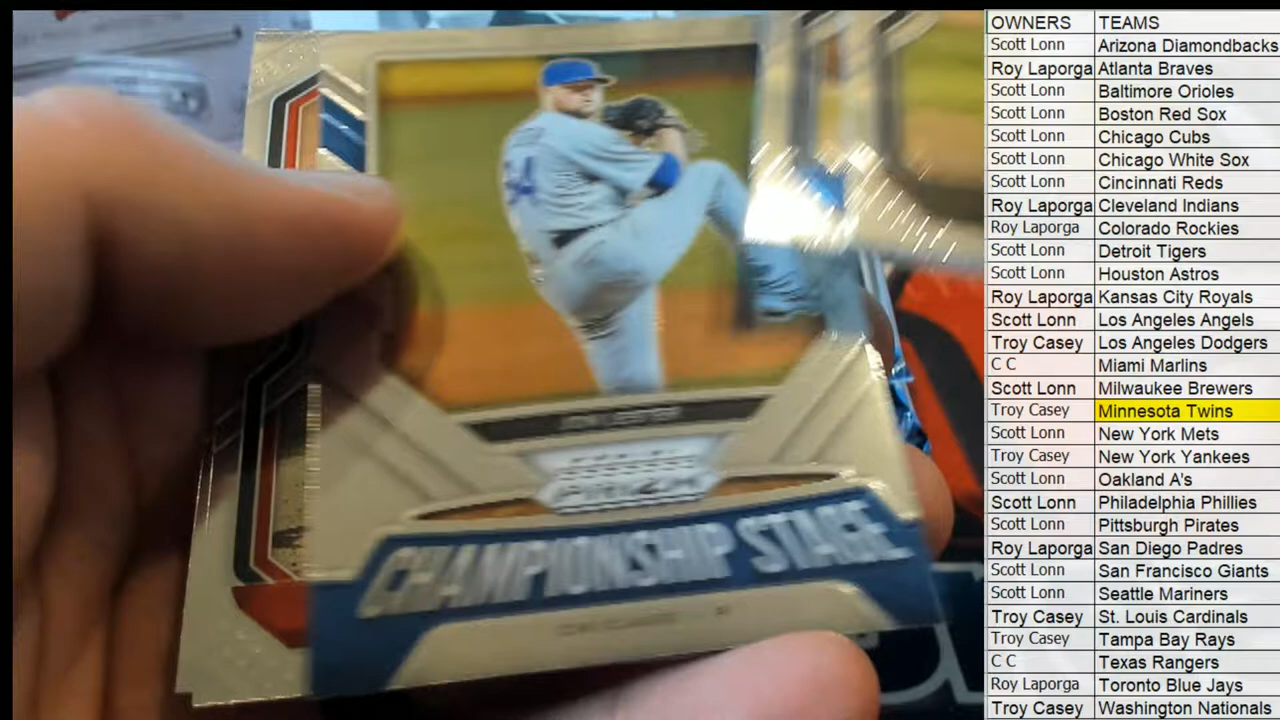 34
JON LESTER
PRIZM
CHAMPIONSHIP STAGE
OWNERS TEAMS
Scott Lonn Arizona Diamondbacks
Roy Laporga Atlanta Braves
Scott Lonn Baltimore Orioles
Scott Lonn Boston Red Sox
Scott Lonn Chicago Cubs
Scott Lonn Chicago White Sox
Scott Lonn Cincinnati Reds
Roy Laporga Cleveland Indians
Roy Laporga Colorado Rockies
Scott Lonn Detroit Tigers
Scott Lonn Houston Astros
Roy Laporga Kansas City Royals
Scott Lonn Los Angeles Angels
Troy Casey Los Angeles Dodgers
C C Miami Marlins
Scott Lonn Milwaukee Brewers
Troy Casey Minnesota Twins
Scott Lonn New York Mets
Troy Casey New York Yankees
Scott Lonn Oakland A's
Scott Lonn Philadelphia Phillies
Scott Lonn Pittsburgh Pirates
Roy Laporga San Diego Padres
Scott Lonn San Francisco Giants
Scott Lonn Seattle Mariners
Troy Casey St. Louis Cardinals
Troy Casey Tampa Bay Rays
C C Texas Rangers
Roy Laporga Toronto Blue Jays
Troy Casey Washington Nationals